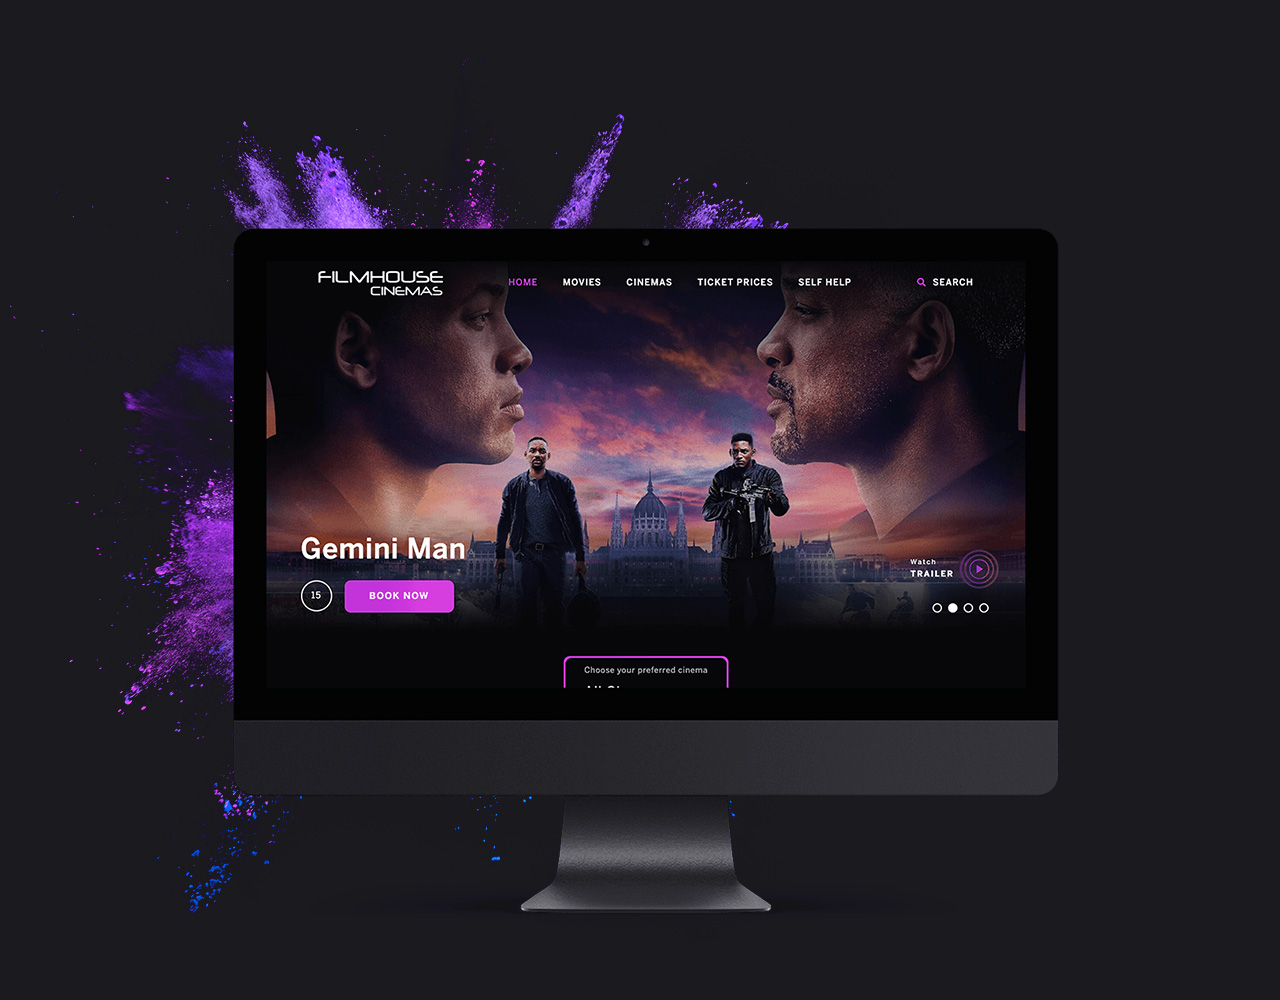 FILMHOUSE
CINEMAS
HOME MOVIES CINEMAS TICKET PRICES SELF HELP SEARCH
Gemini Man
15 BOOK NOW
Watch
TRAILER
Choose your preferred cinema